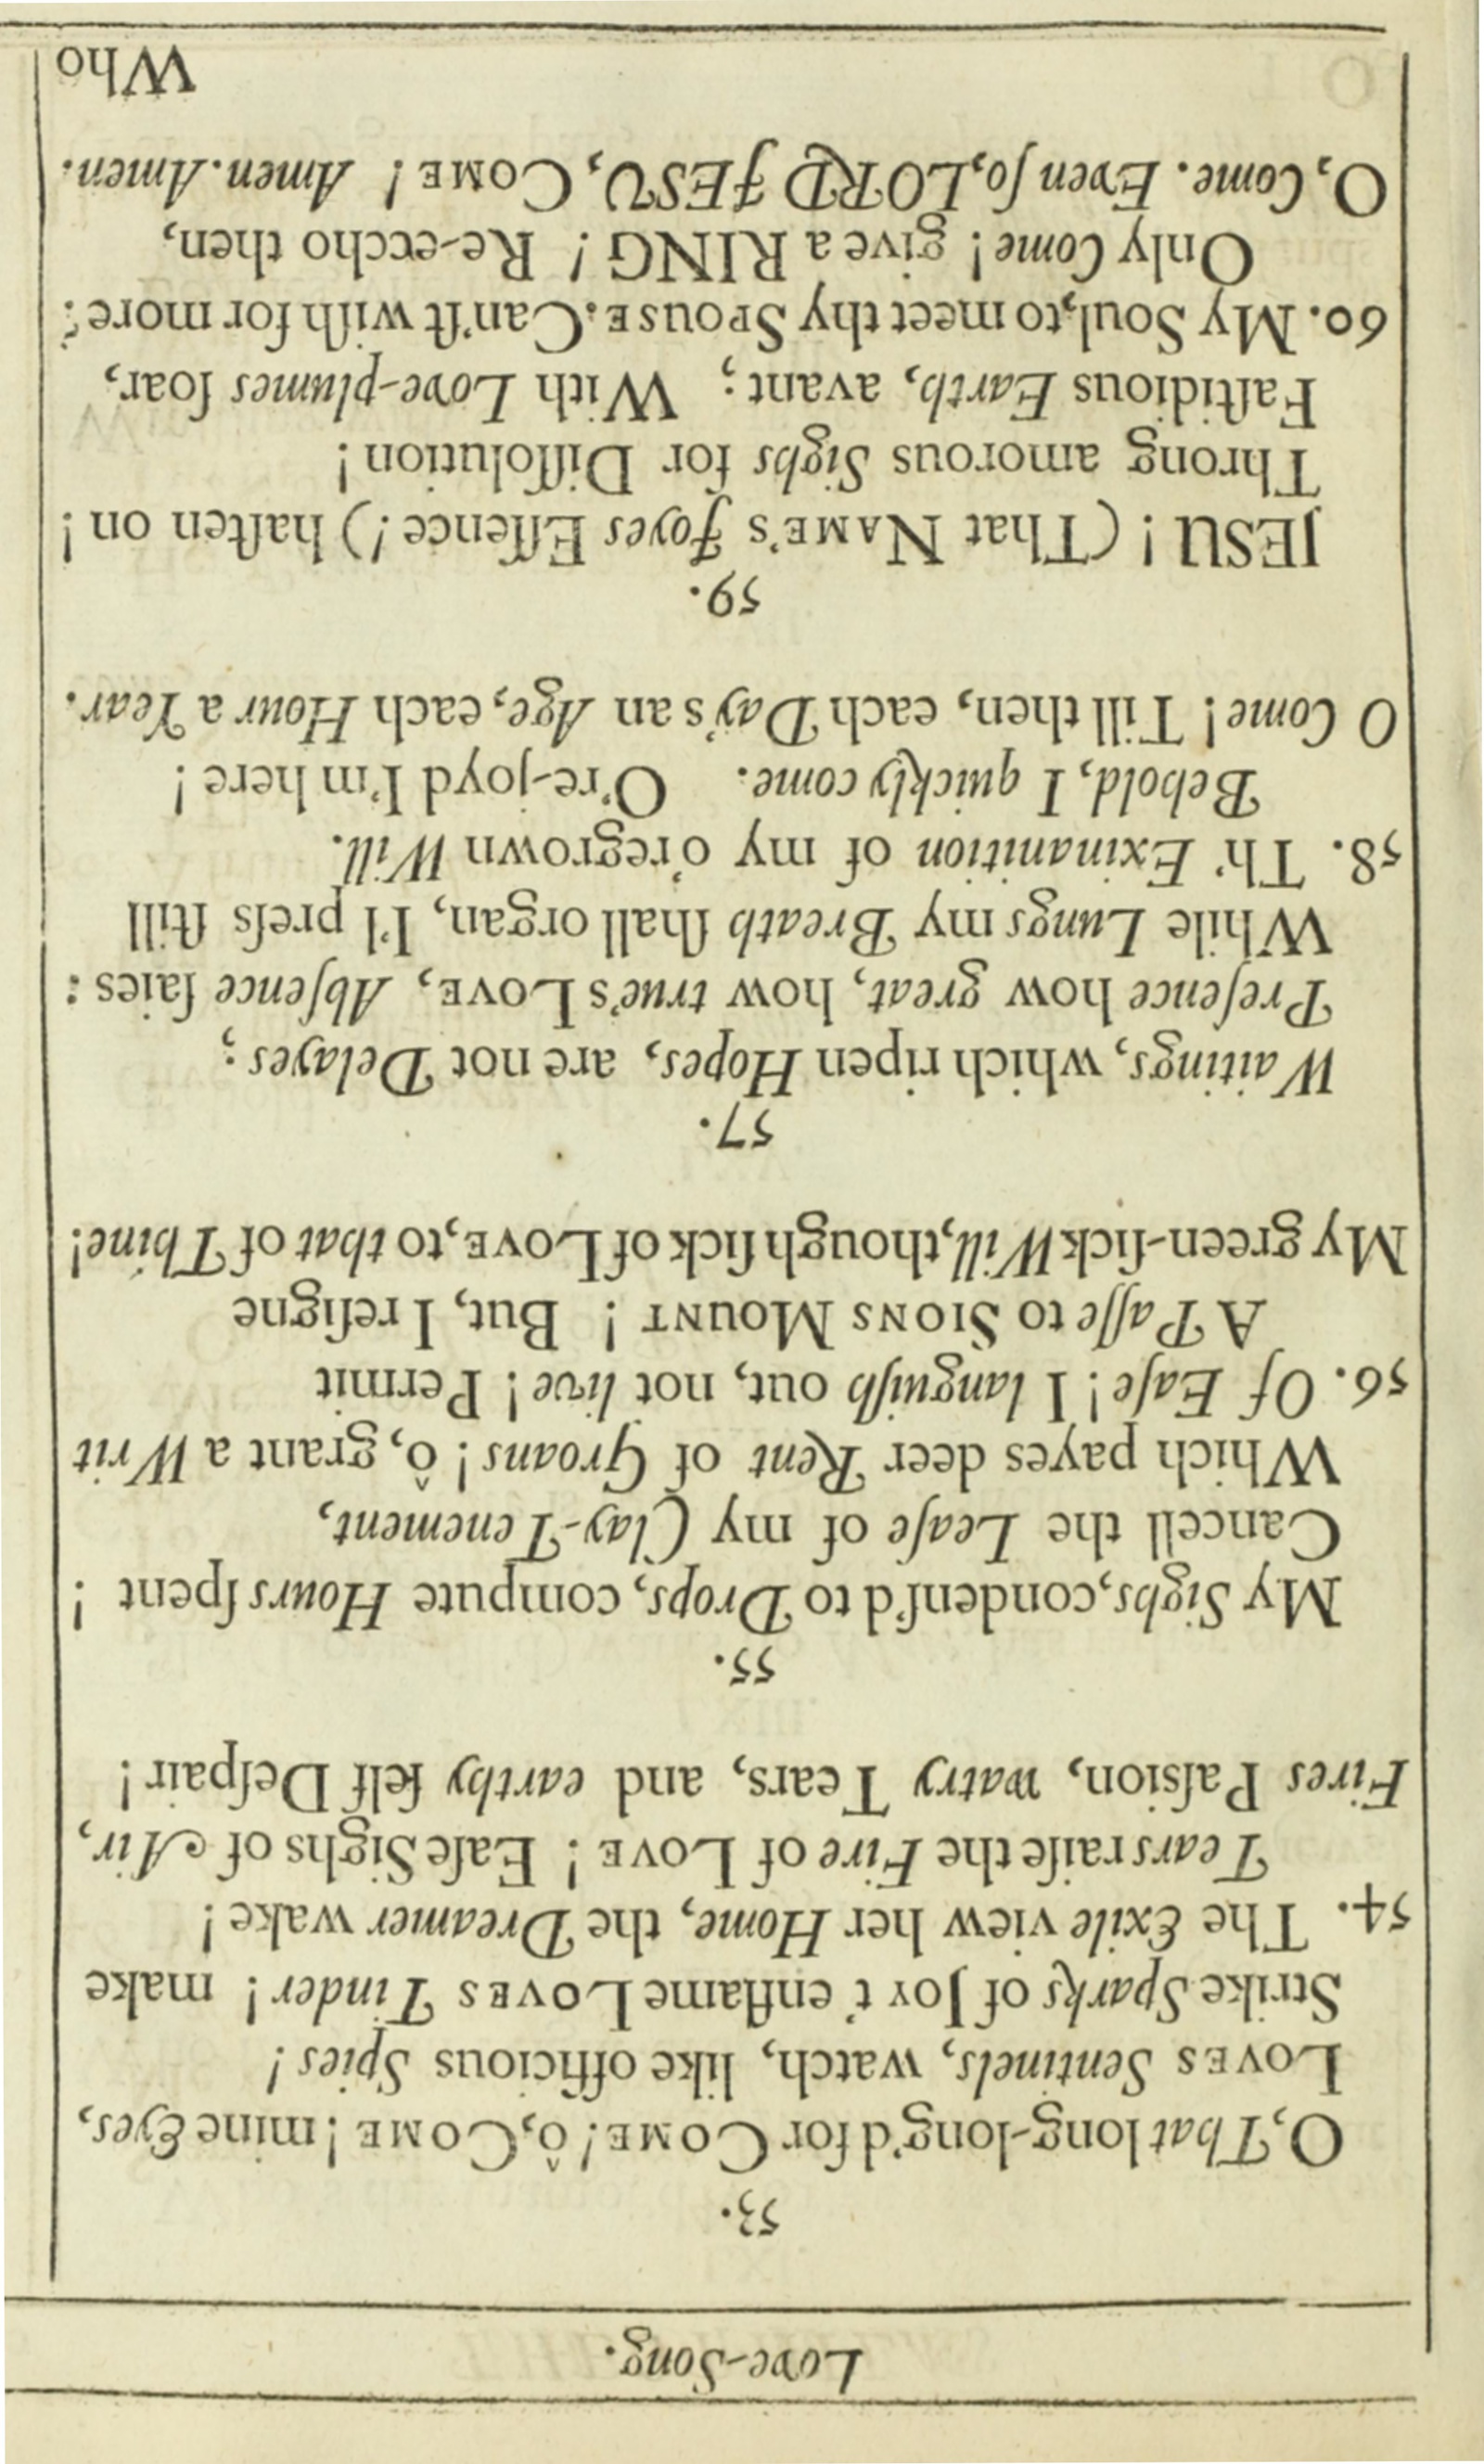 Love-Song.
53.
O, That long-long'd for COME! ô, COME! mine Eyes,
LOVES Sentinels, watch, like officious Spies!
Strike Sparks of JOY t' enflame LOVES Tinder! make
54. The Exile view her Home, the Dreamer wake!
Tears raiſe the Fire of LOVE! Eaſe Sighs of Air,
Fires Paſsion, watry Tears, and earthy ſelf Deſpair!
55.
My Sighs, condenſ'd to Drops, compute Hours ſpent!
Cancell the Leaſe of my Clay-Tenement,
Which payes deer Rent of Groans! ô, grant a Writ
56. Of Eaſe! I languiſh out, not live! Permit
A Paſſe to SIONS MOUNT! But, I reſigne
My green-ſick Will, though ſick of LOVE, to that of Thine!
57.
Waitings, which ripen Hopes, are not Delayes;
Preſence how great, how true's LOVE, Abſence ſaies:
While Lungs my Breath ſhall organ, I'l preſs ſtill
58. Th' Exinanition of my o'regrown Will.
Behold, I quickly come. O're-joyd I'm here!
O Come! Till then, each Day's an Age, each Hour a Year.
59.
JESU! (That NAME'S Joyes Eſſence!) haſten on!
Throng amorous Sighs for Diſſolution!
Faſtidious Earth, avant; With Love-plumes ſoar,
60. My Soul, to meet thy SPOUSE: Can'ſt wiſh for more?
Only Come! give a RING! Re-eccho then,
O, Come. Even ſo, LORD JESU, COME! Amen. Amen.
Who